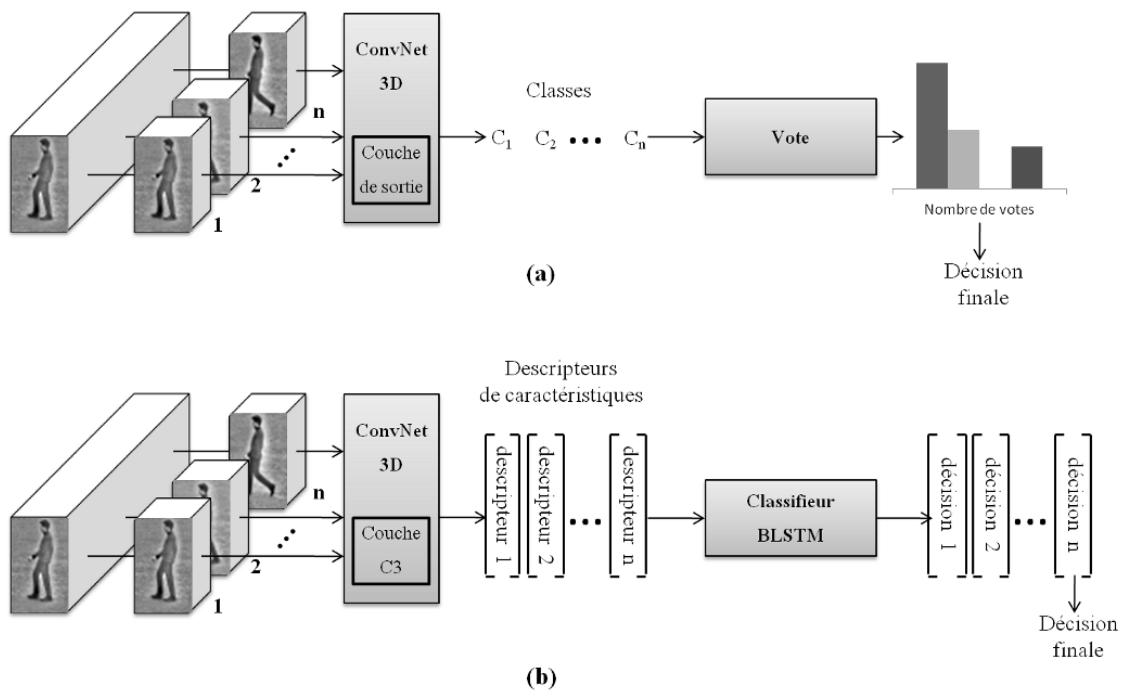 ConvNet
3D
n
Classes
C1 C2 ••• Cn
Vote
Couche
de sortie
2
1
Nombre de votes
Décision
finale
(a)
Descripteurs
de caractéristiques
ConvNet
3D
n
descripteur 1
descripteur 2
•••
descripteur n
Classifieur
BLSTM
décision 1
décision 2
•••
décision n
Couche
C3
2
1
Décision
finale
(b)